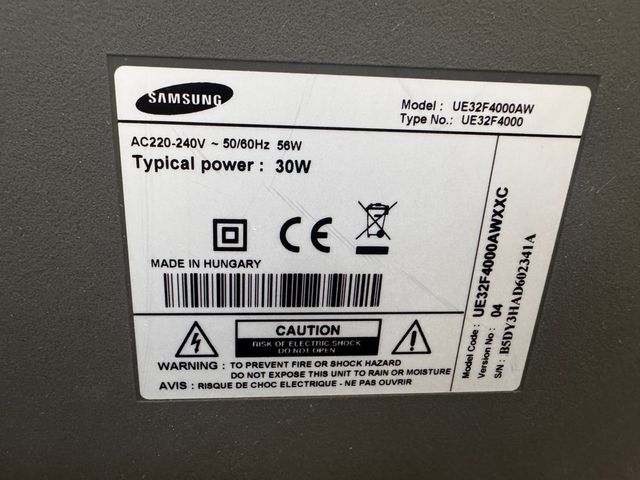 SAMSUNG
Model : UE32F4000AW
Type No.: UE32F4000
AC220-240V ~ 50/60Hz 56W
Typical power : 30W
CE
MADE IN HUNGARY
CAUTION
RISK OF ELECTRIC SHOCK
DO NOT OPEN
WARNING : TO PREVENT FIRE OR SHOCK HAZARD
DO NOT EXPOSE THIS UNIT TO RAIN OR MOISTURE
AVIS : RISQUE DE CHOC ELECTRIQUE - NE PAS OUVRIR
Model Code : UE32F4000AWXXC
Version No : 04
S/N : B5DY3HAD602341A